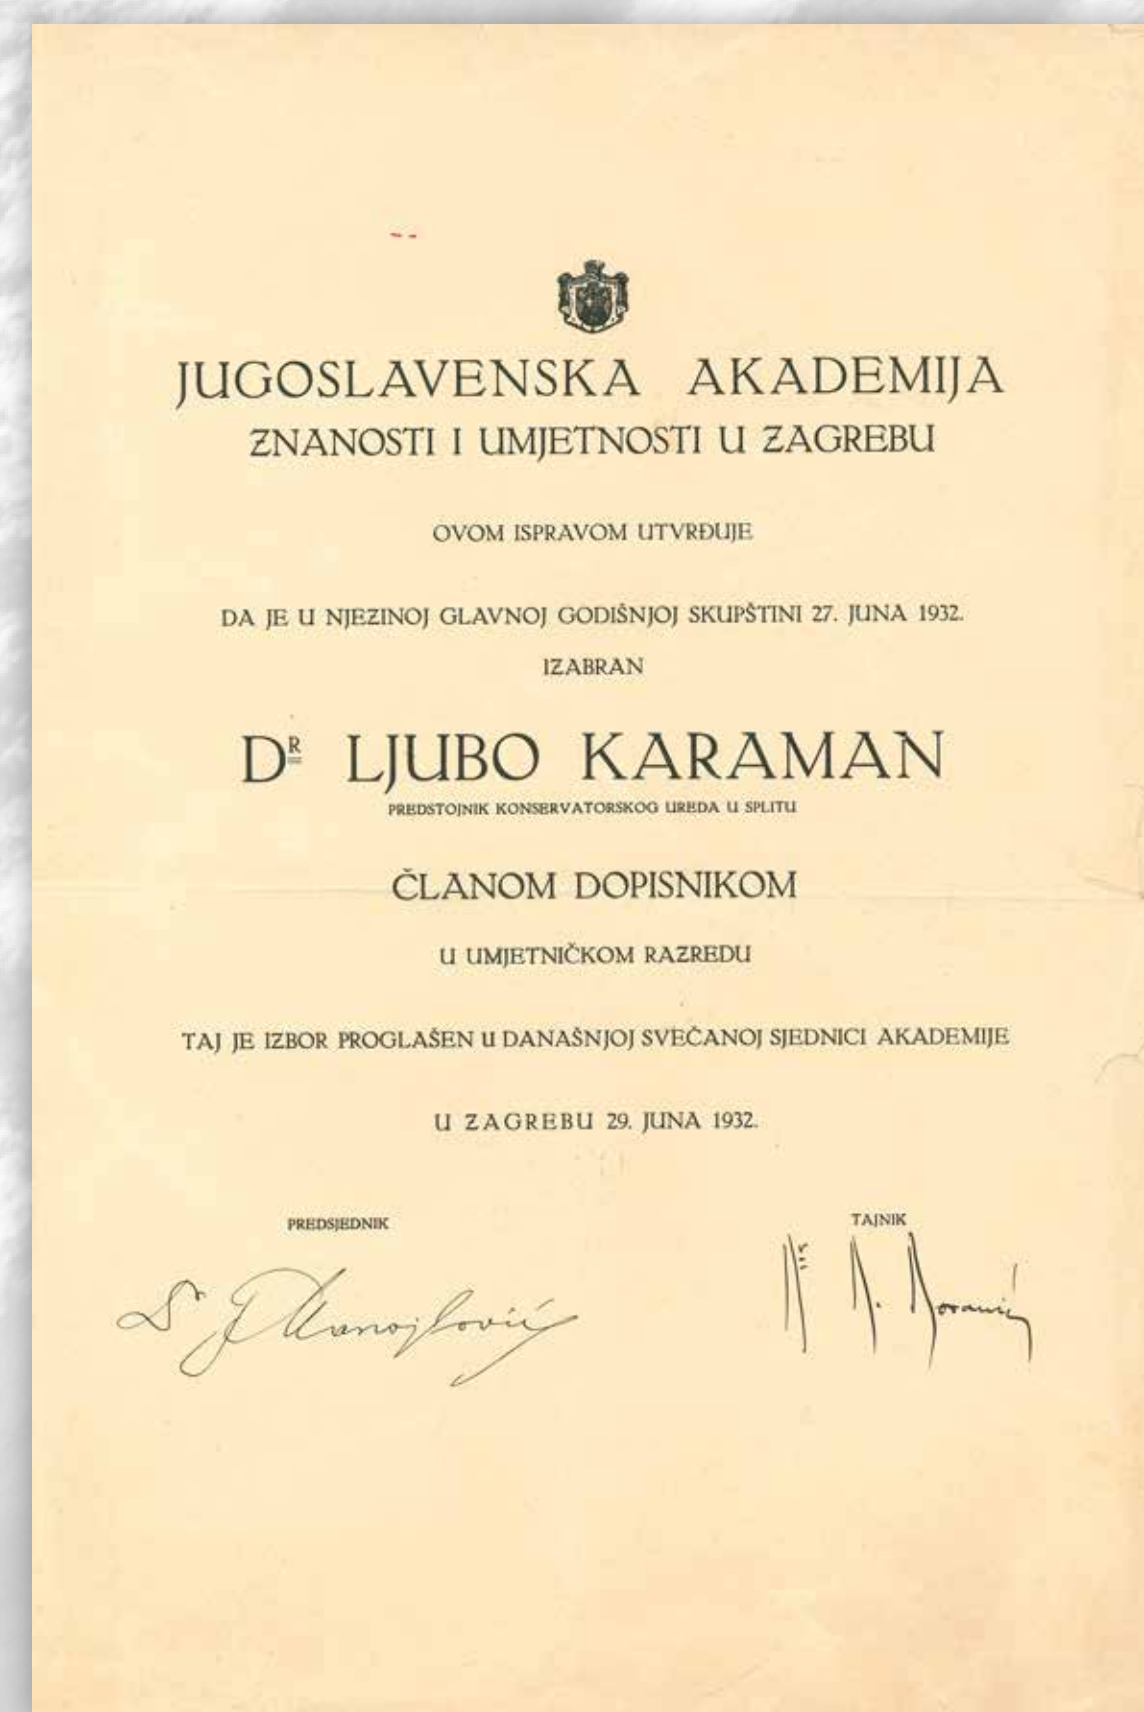 JUGOSLAVENSKA AKADEMIJA
ZNANOSTI I UMJETNOSTI U ZAGREBU
OVOM ISPRAVOM UTVRĐUJE
DA JE U NJEZINOJ GLAVNOJ GODIŠNJOJ SKUPŠTINI 27. JUNA 1932.
IZABRAN
DR LJUBO KARAMAN
PREDSTOJNIK KONSERVATORSKOG UREDA U SPLITU
ČLANOM DOPISNIKOM
U UMJETNIČKOM RAZREDU
TAJ JE IZBOR PROGLAŠEN U DANAŠNJOJ SVEČANOJ SJEDNICI AKADEMIJE
U ZAGREBU 29. JUNA 1932.
PREDSJEDNIK
TAJNIK
Dr Manojlović